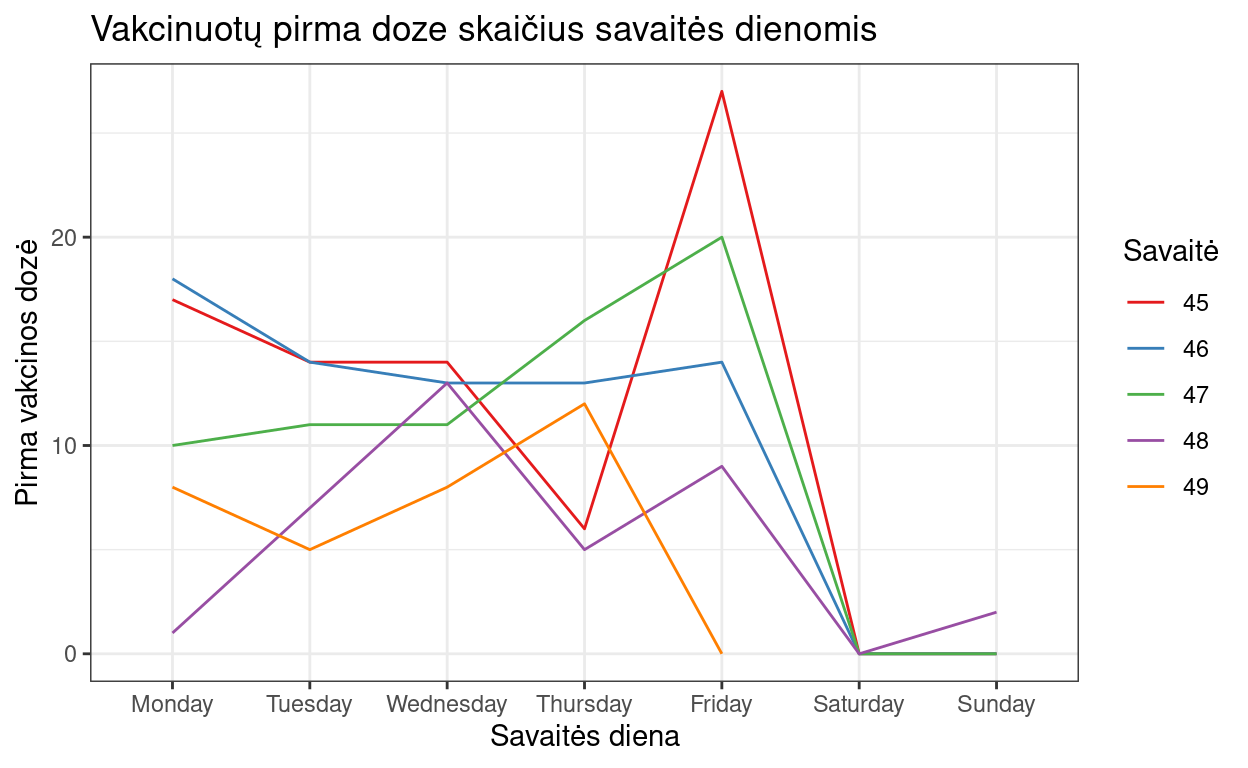 Vakcinuotų pirma doze skaičius savaitės dienomis
Pirma vakcinos dozė
20
10
0
Monday Tuesday Wednesday Thursday Friday Saturday Sunday
Savaitės diena
Savaitė
45
46
47
48
49